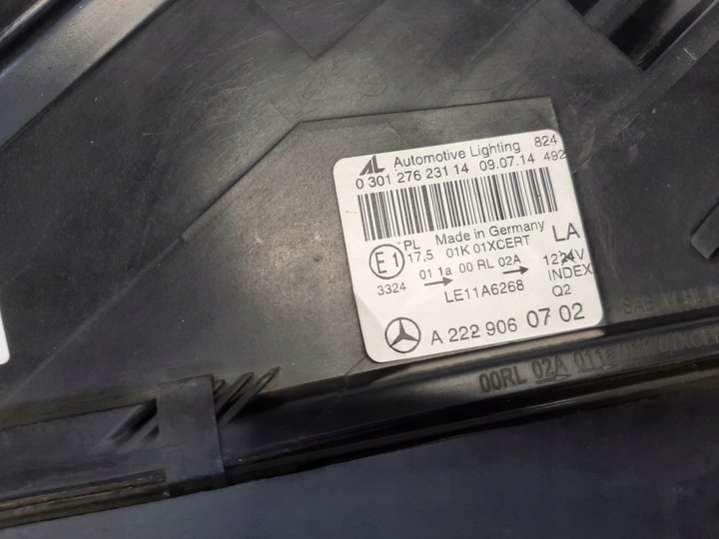 AL Automotive Lighting 824
0 301 276 231 14 09.07.14 492
Made in Germany
E1 PL 17,5 01K 01XCERT LA
3324 01 1a 00 RL 02A 12 24V
LE11A6268 INDEX
Q2
A 222 906 07 02
00RL 02A 011a